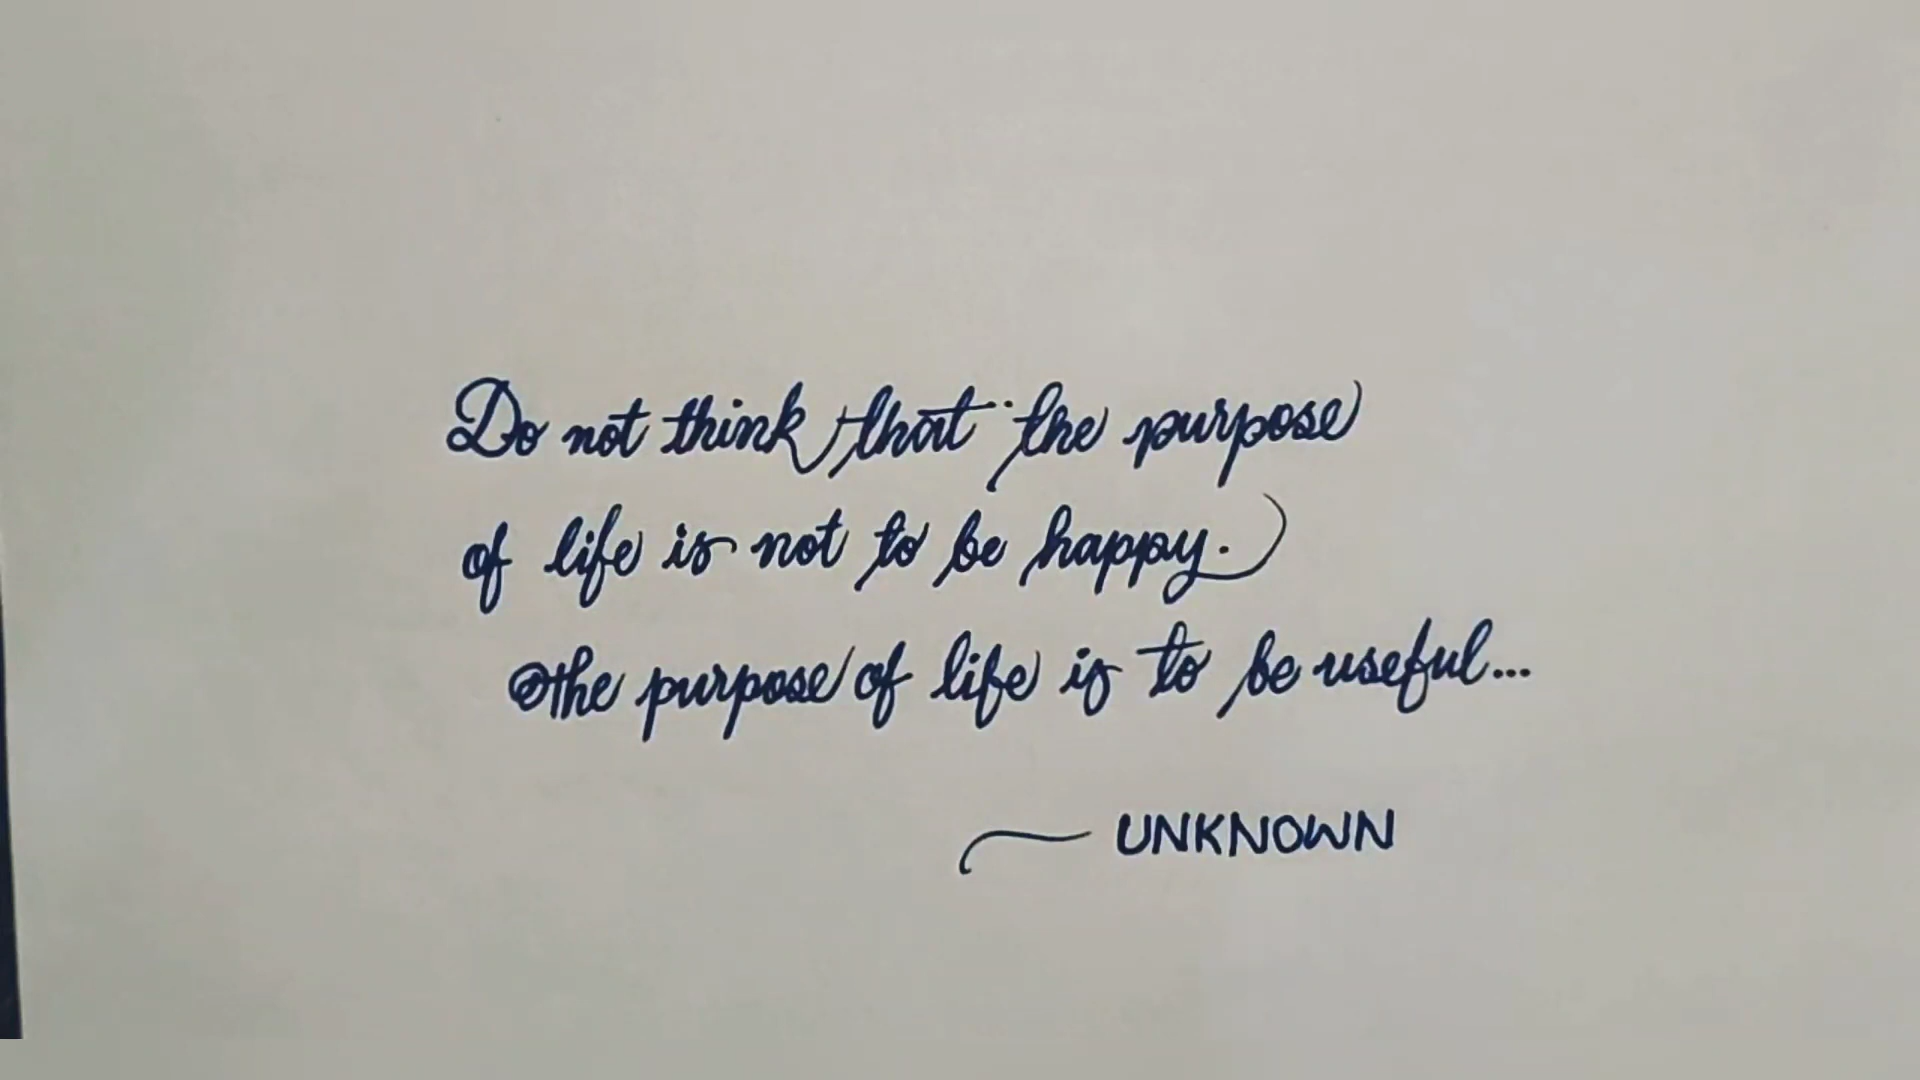 Do not think that the purpose
of life is not to be happy.
the purpose of life is to be useful...
~ UNKNOWN